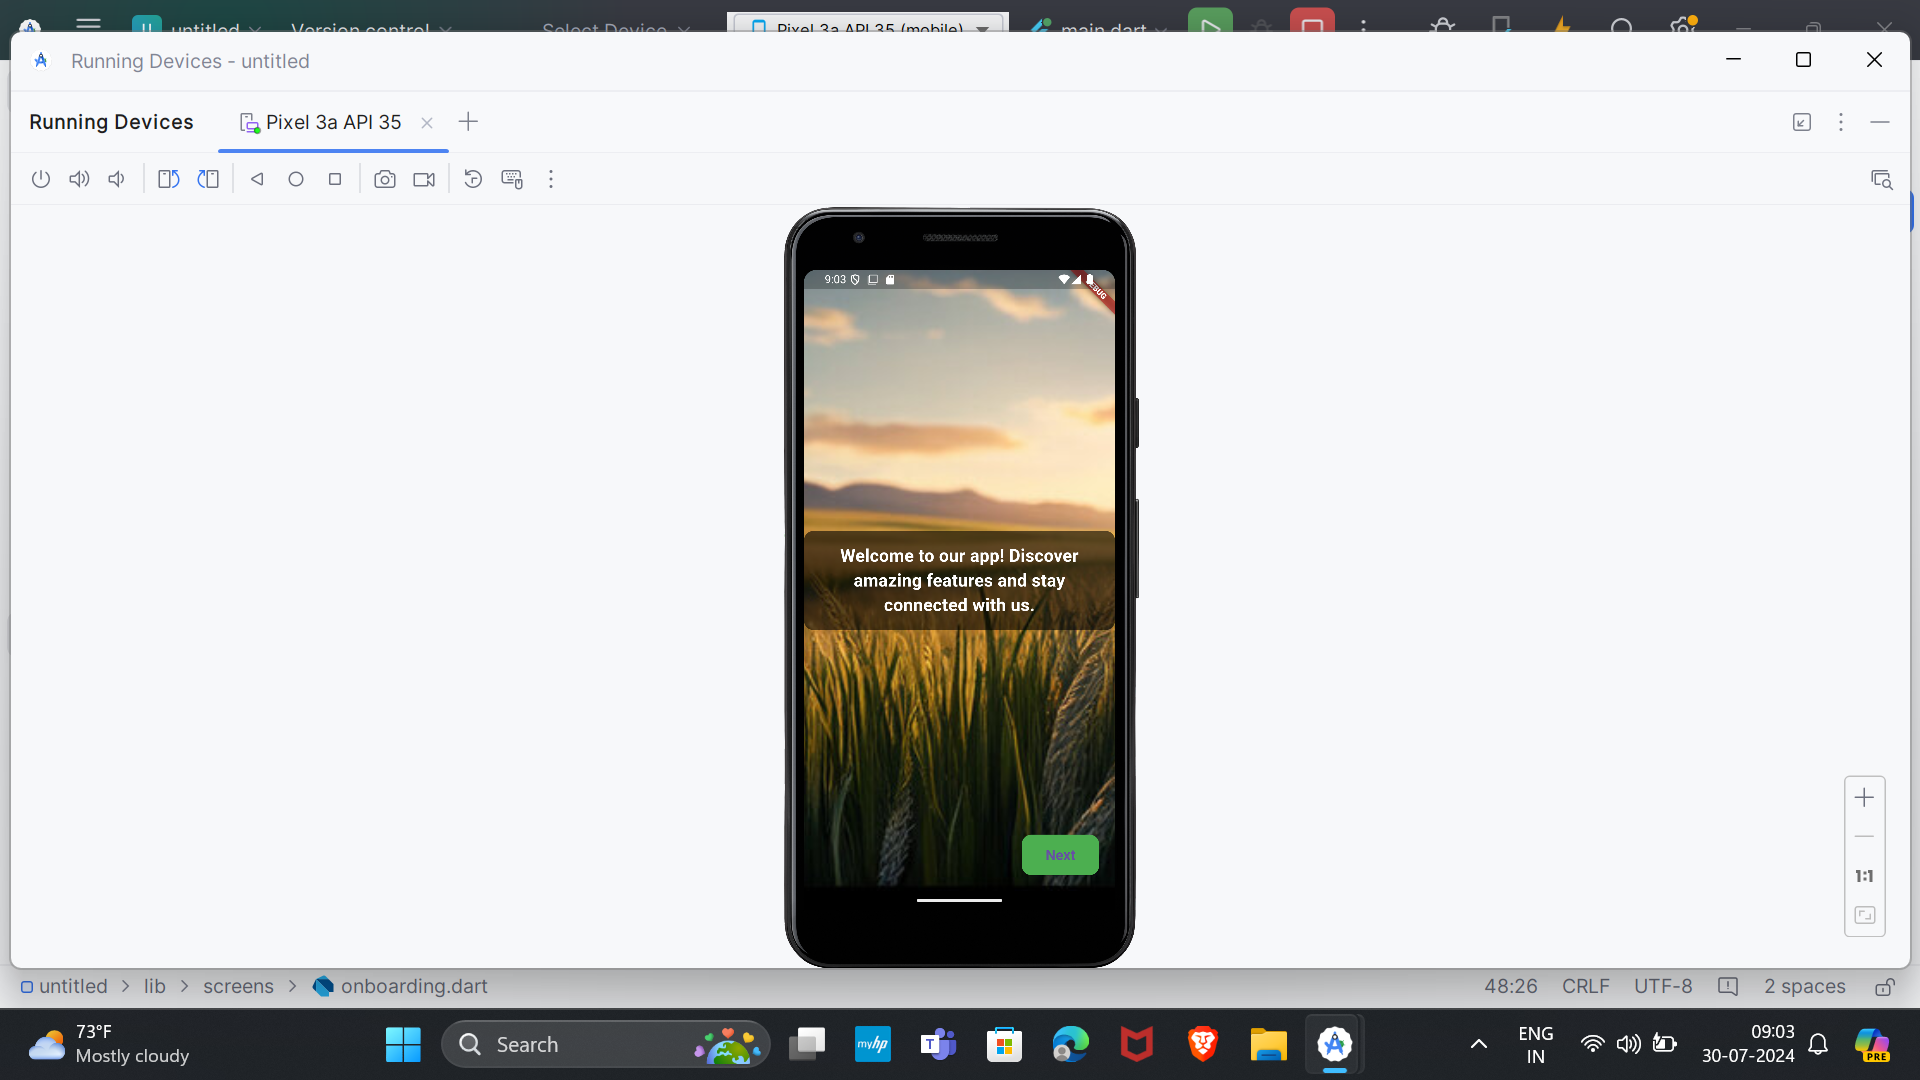 untitled
Version control
Select Device
Pixel 3a API 35 (mobile)
main.dart
Running Devices - untitled
Running Devices
Pixel 3a API 35
9:03
Welcome to our app! Discover
amazing features and stay
connected with us.
Next
1:1
untitled > lib > screens > onboarding.dart
48:26
CRLF
UTF-8
2 spaces
73°F
Mostly cloudy
Search
myhp
T
ENG
IN
09:03
30-07-2024
PRE